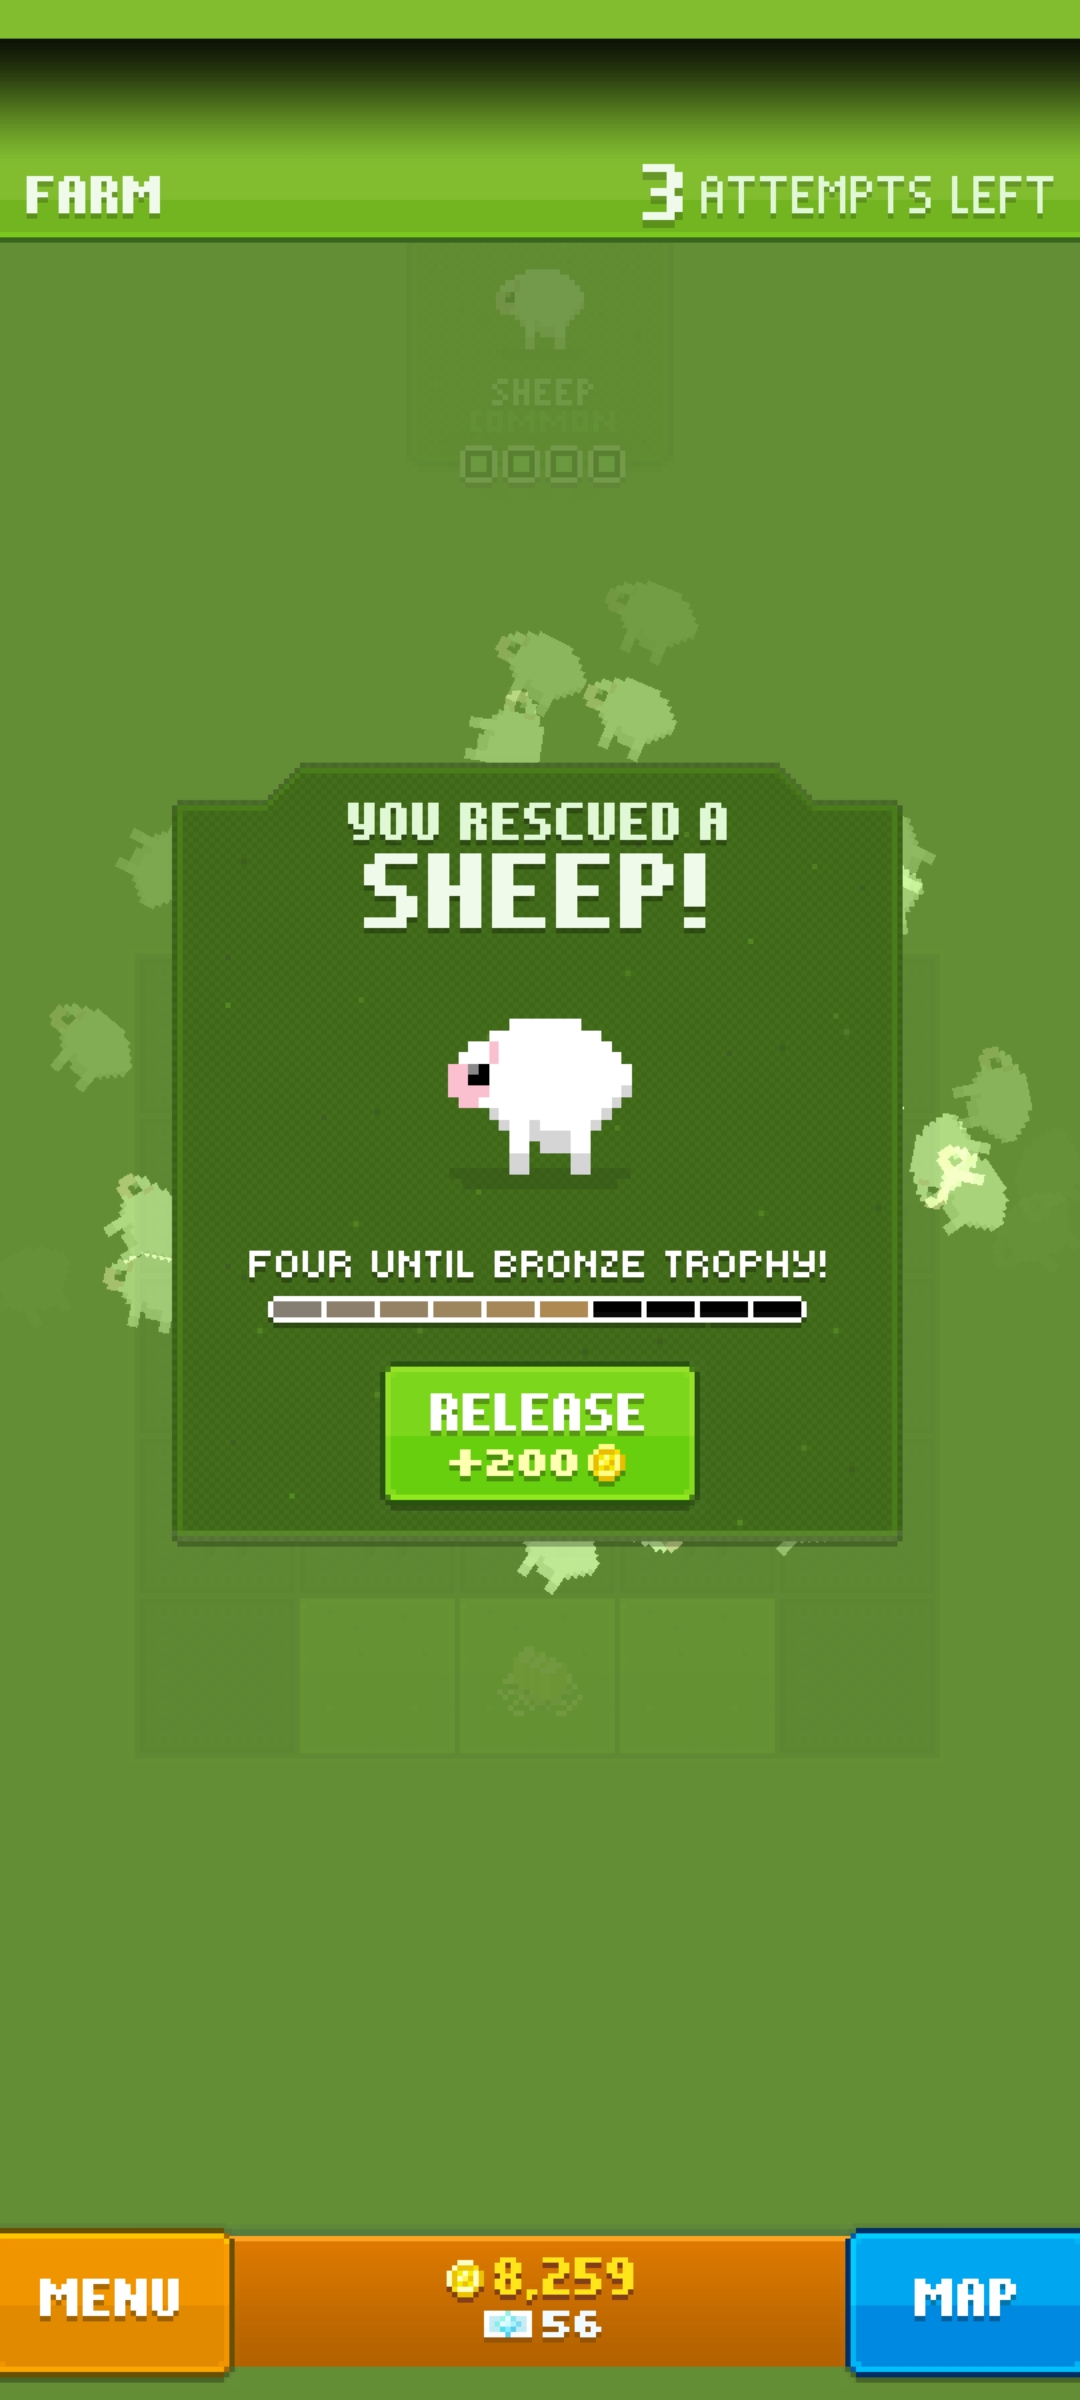 FARM
3 ATTEMPTS LEFT
SHEEP
COMMON
YOU RESCUED A
SHEEP!
FOUR UNTIL BRONZE TROPHY!
RELEASE
+200
MENU
8,259
56
MAP